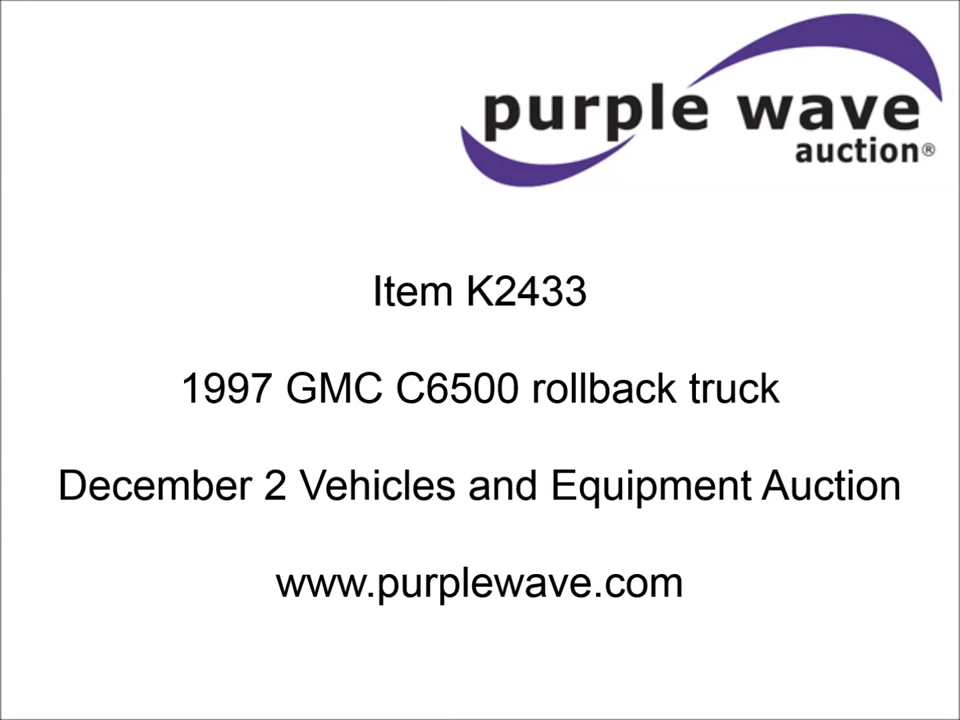 purple wave
auction®
Item K2433
1997 GMC C6500 rollback truck
December 2 Vehicles and Equipment Auction
www.purplewave.com